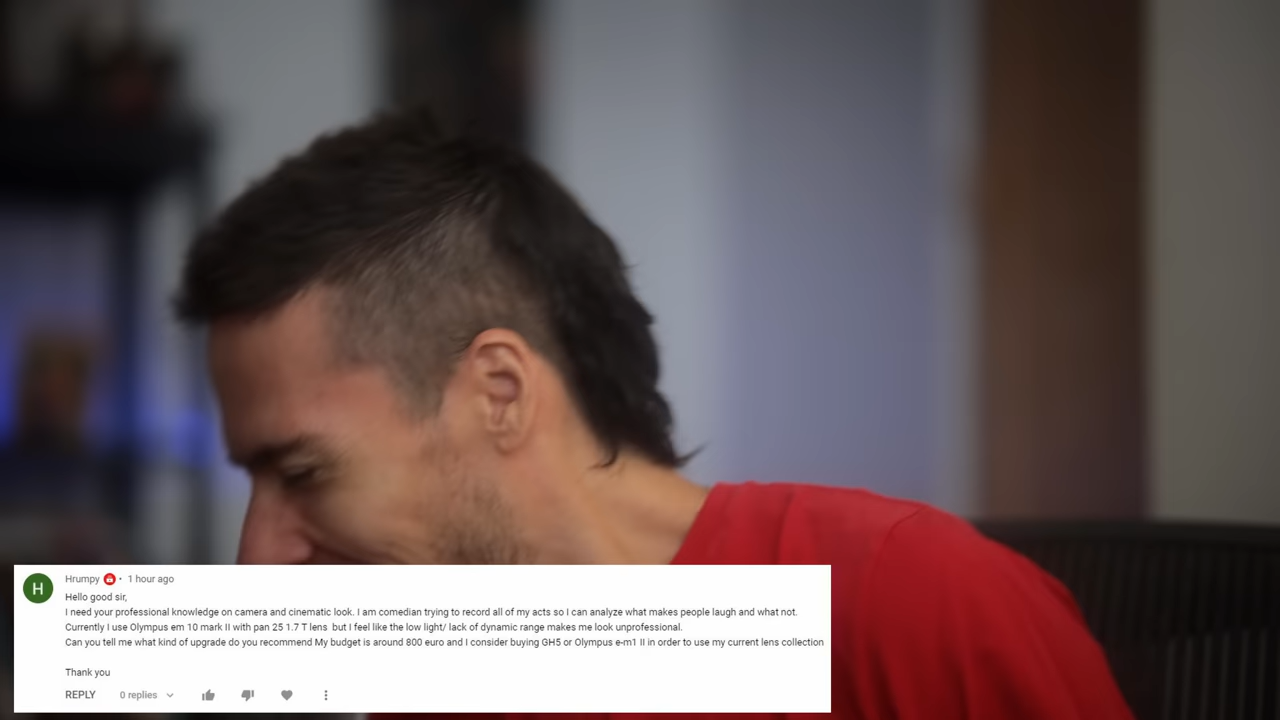 H
Hrumpy • 1 hour ago
Hello good sir,
I need your professional knowledge on camera and cinematic look. I am comedian trying to record all of my acts so I can analyze what makes people laugh and what not.
Currently I use Olympus em 10 mark II with pan 25 1.7 T lens but I feel like the low light/ lack of dynamic range makes me look unprofessional.
Can you tell me what kind of upgrade do you recommend My budget is around 800 euro and I consider buying GH5 or Olympus e-m1 II in order to use my current lens collection
Thank you
REPLY 0 replies